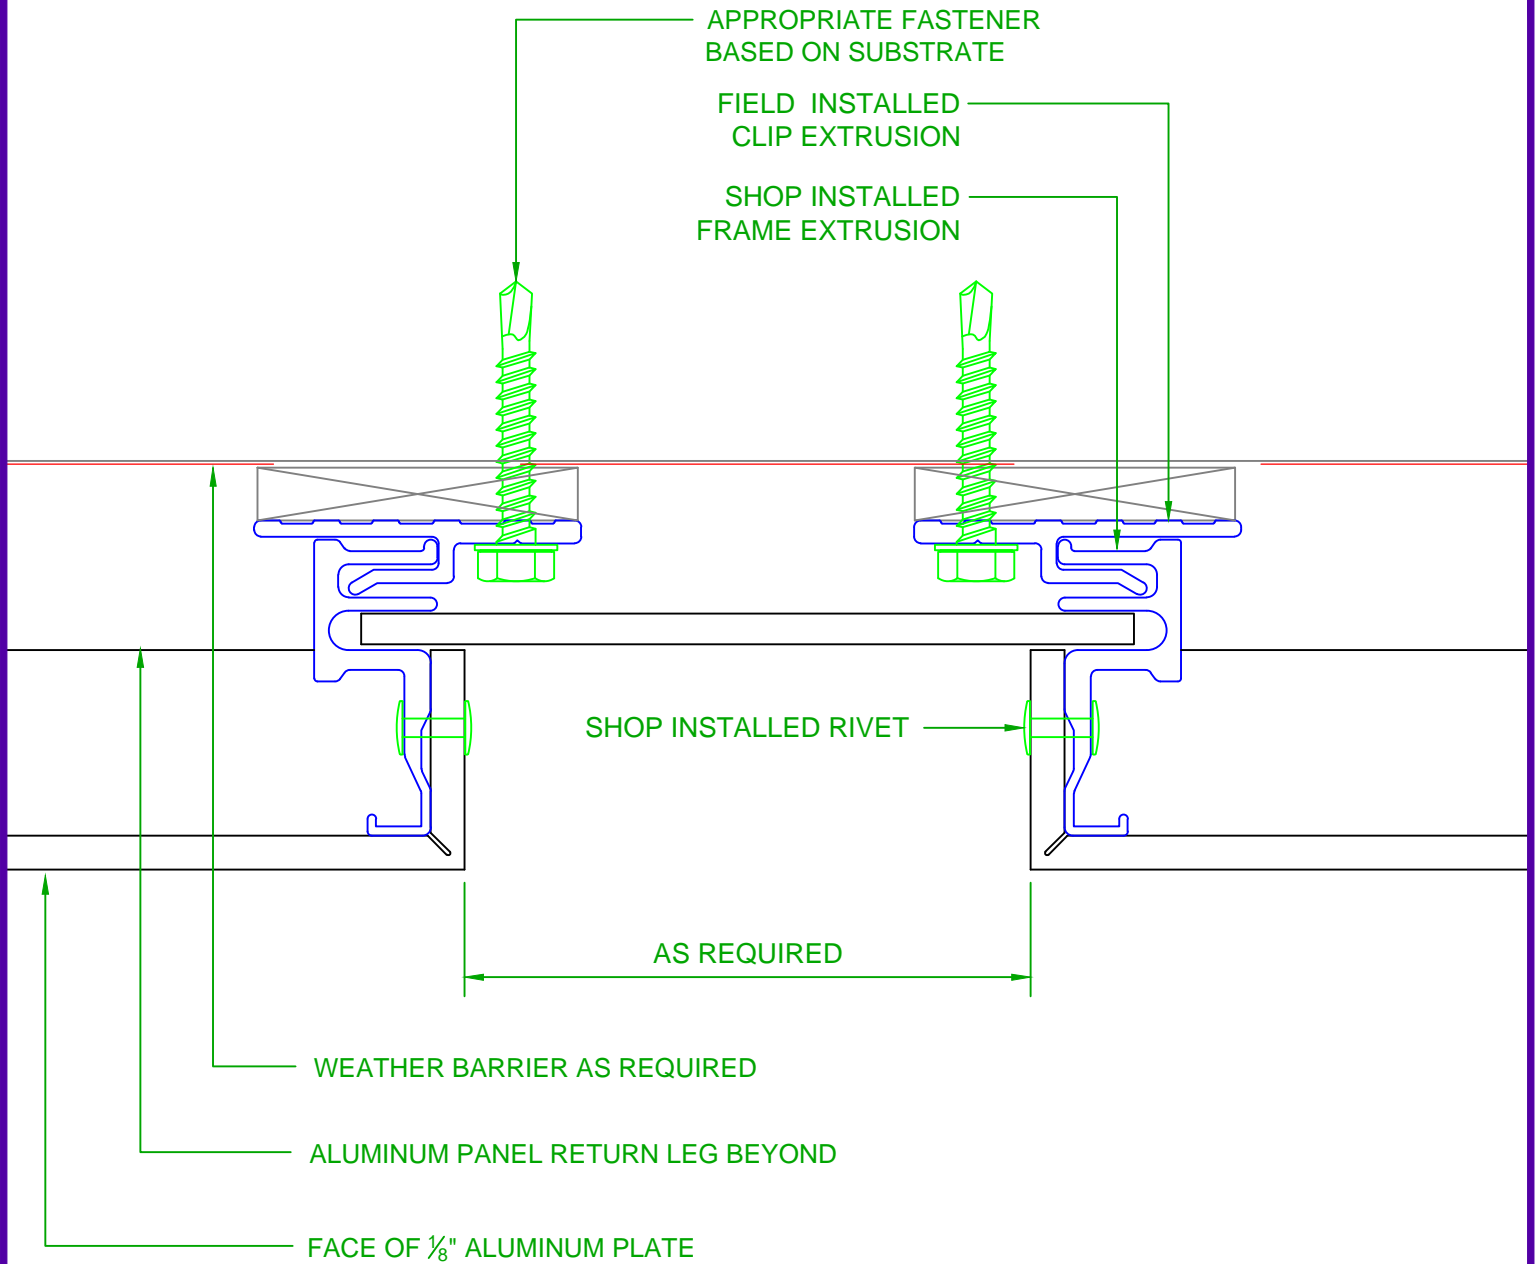 APPROPRIATE FASTENER
BASED ON SUBSTRATE
FIELD INSTALLED
CLIP EXTRUSION
SHOP INSTALLED
FRAME EXTRUSION
SHOP INSTALLED RIVET
AS REQUIRED
WEATHER BARRIER AS REQUIRED
ALUMINUM PANEL RETURN LEG BEYOND
FACE OF ⅛" ALUMINUM PLATE